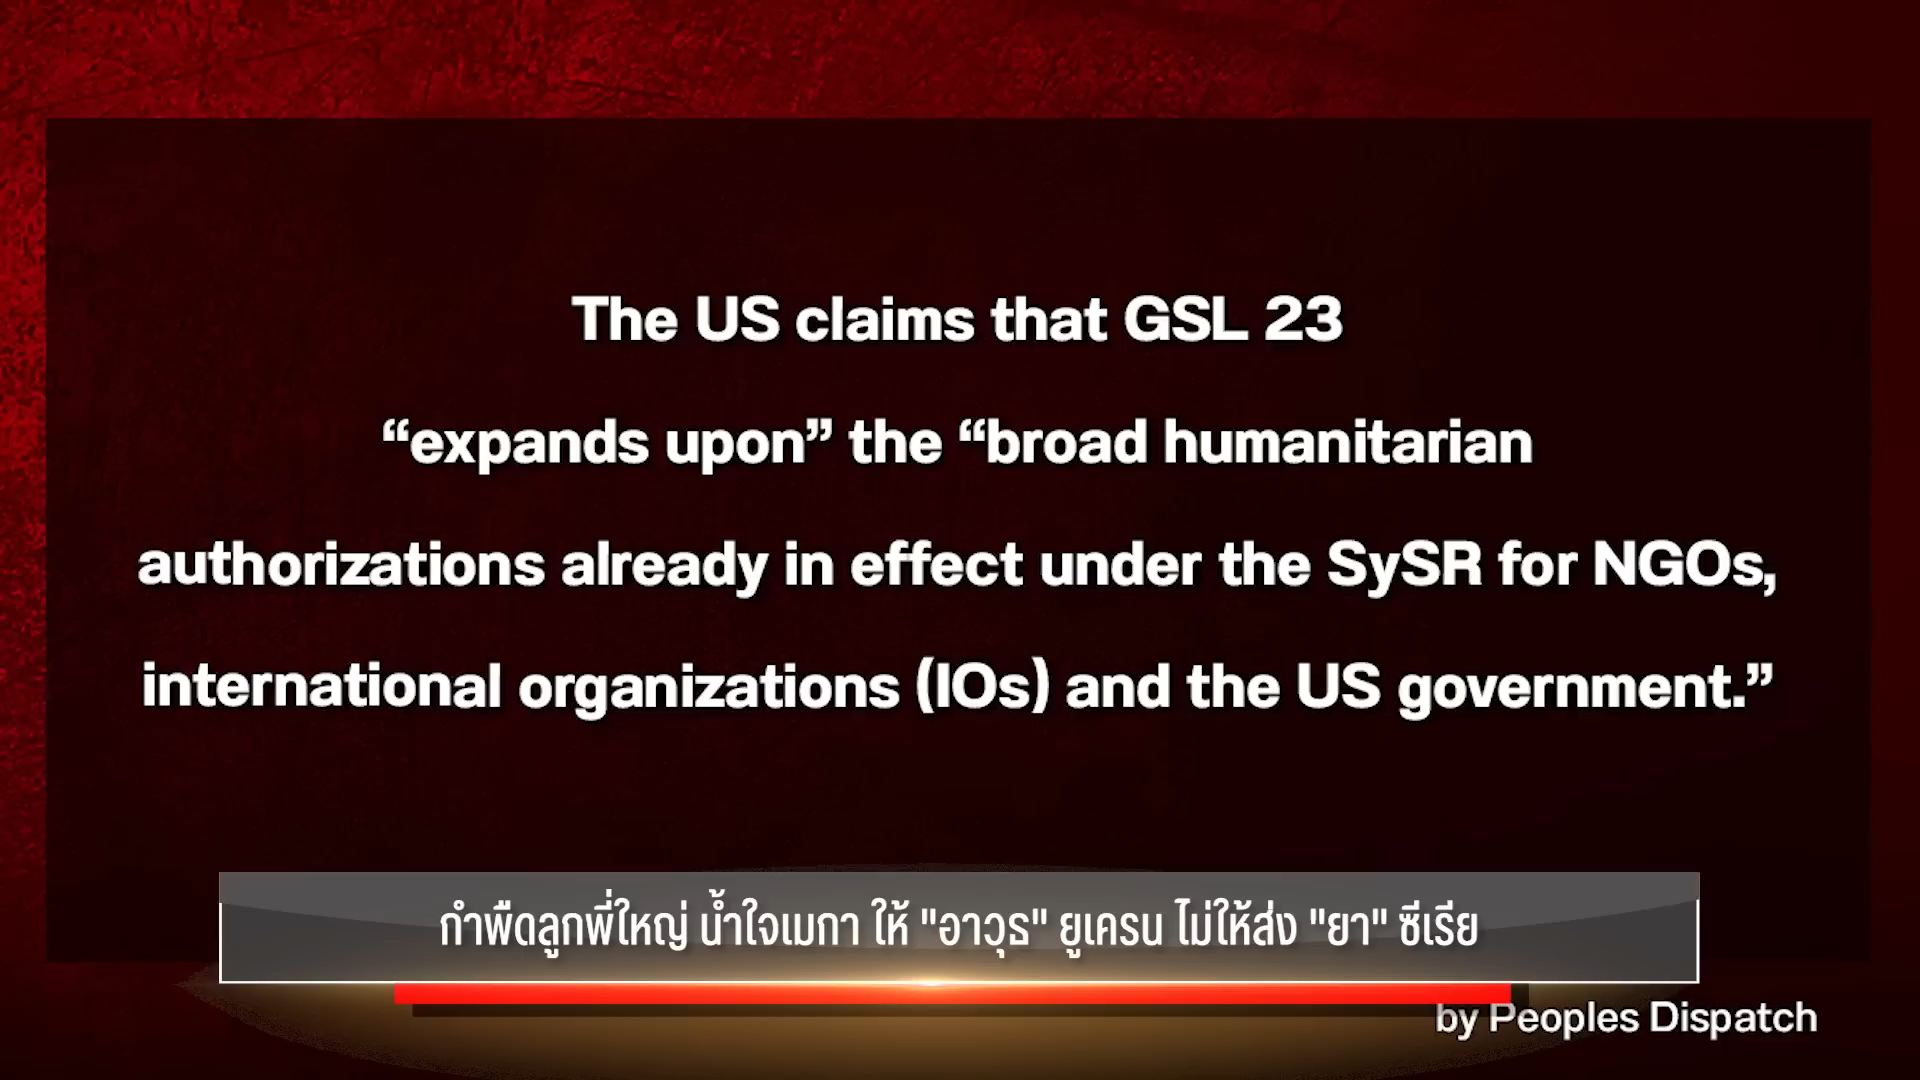 The US claims that GSL 23
“expands upon” the “broad humanitarian
authorizations already in effect under the SySR for NGOs,
international organizations (IOs) and the US government.”
กำพืดลูกพี่ใหญ่ น้ำใจเมกา ให้ "อาวุธ" ยูเครน ไม่ให้ส่ง "ยา" ซีเรีย
by Peoples Dispatch